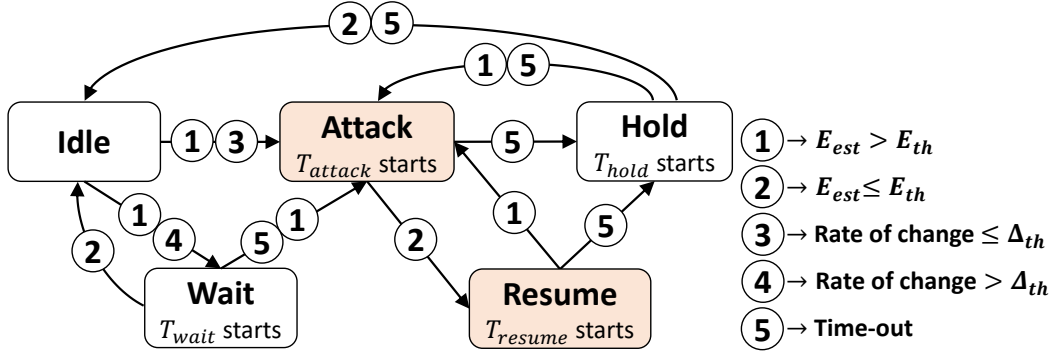 2 5
1 5
Idle
1 3
Attack
T_attack starts
5
Hold
T_hold starts
1 → E_est > E_th
2 → E_est ≤ E_th
3 → Rate of change ≤ Δ_th
4 → Rate of change > Δ_th
5 → Time-out
1
4
2
5
1
2
1
5
Wait
T_wait starts
Resume
T_resume starts